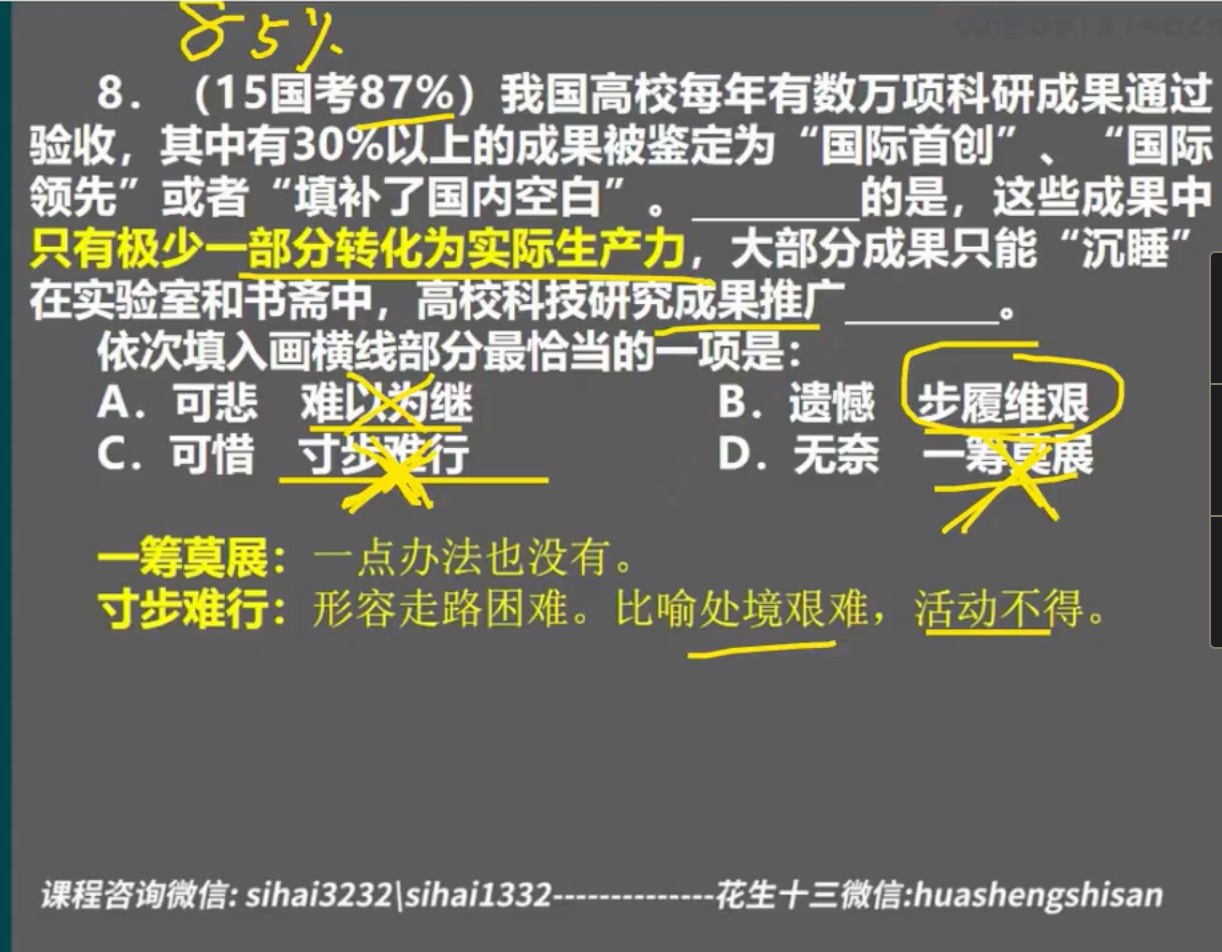 85%
8．（15国考87%）我国高校每年有数万项科研成果通过
验收，其中有30%以上的成果被鉴定为“国际首创”、“国际
领先”或者“填补了国内空白”。________的是，这些成果中
只有极少一部分转化为实际生产力，大部分成果只能“沉睡”
在实验室和书斋中，高校科技研究成果推广________。
依次填入画横线部分最恰当的一项是：
A．可悲 难以为继 B．遗憾 步履维艰
C．可惜 寸步难行 D．无奈 一筹莫展
一筹莫展：一点办法也没有。
寸步难行：形容走路困难。比喻处境艰难，活动不得。
课程咨询微信: sihai3232\sihai1332--------------花生十三微信:huashengshisan